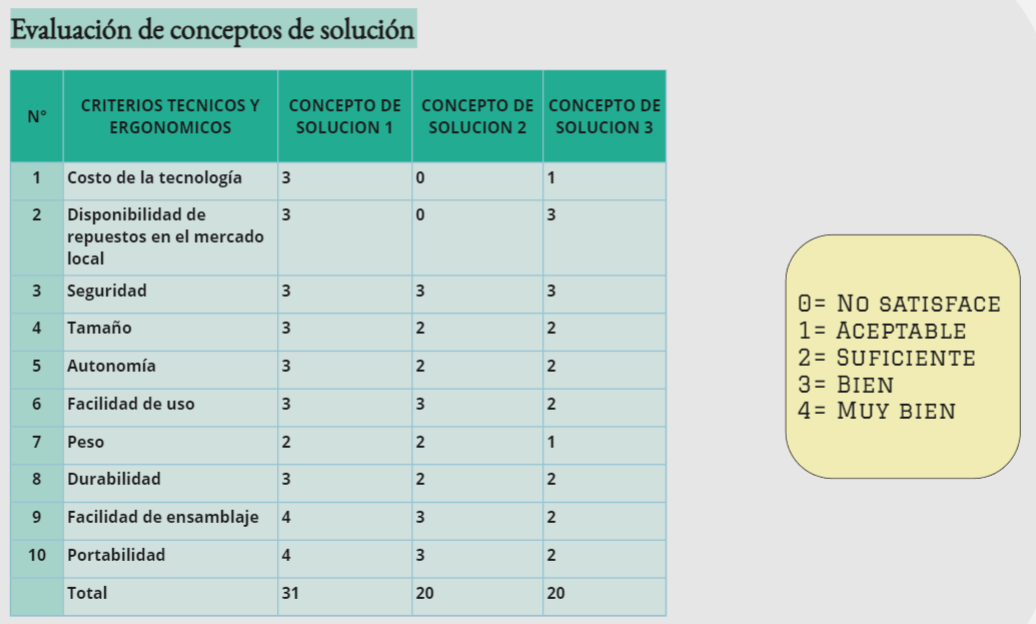 Evaluación de conceptos de solución
N° CRITERIOS TECNICOS Y ERGONOMICOS CONCEPTO DE SOLUCION 1 CONCEPTO DE SOLUCION 2 CONCEPTO DE SOLUCION 3
1 Costo de la tecnología 3 0 1
2 Disponibilidad de repuestos en el mercado local 3 0 3
3 Seguridad 3 3 3
4 Tamaño 3 2 2
5 Autonomía 3 2 2
6 Facilidad de uso 3 3 2
7 Peso 2 2 1
8 Durabilidad 3 2 2
9 Facilidad de ensamblaje 4 3 2
10 Portabilidad 4 3 2
Total 31 20 20
0= No satisface
1= Aceptable
2= Suficiente
3= Bien
4= Muy bien